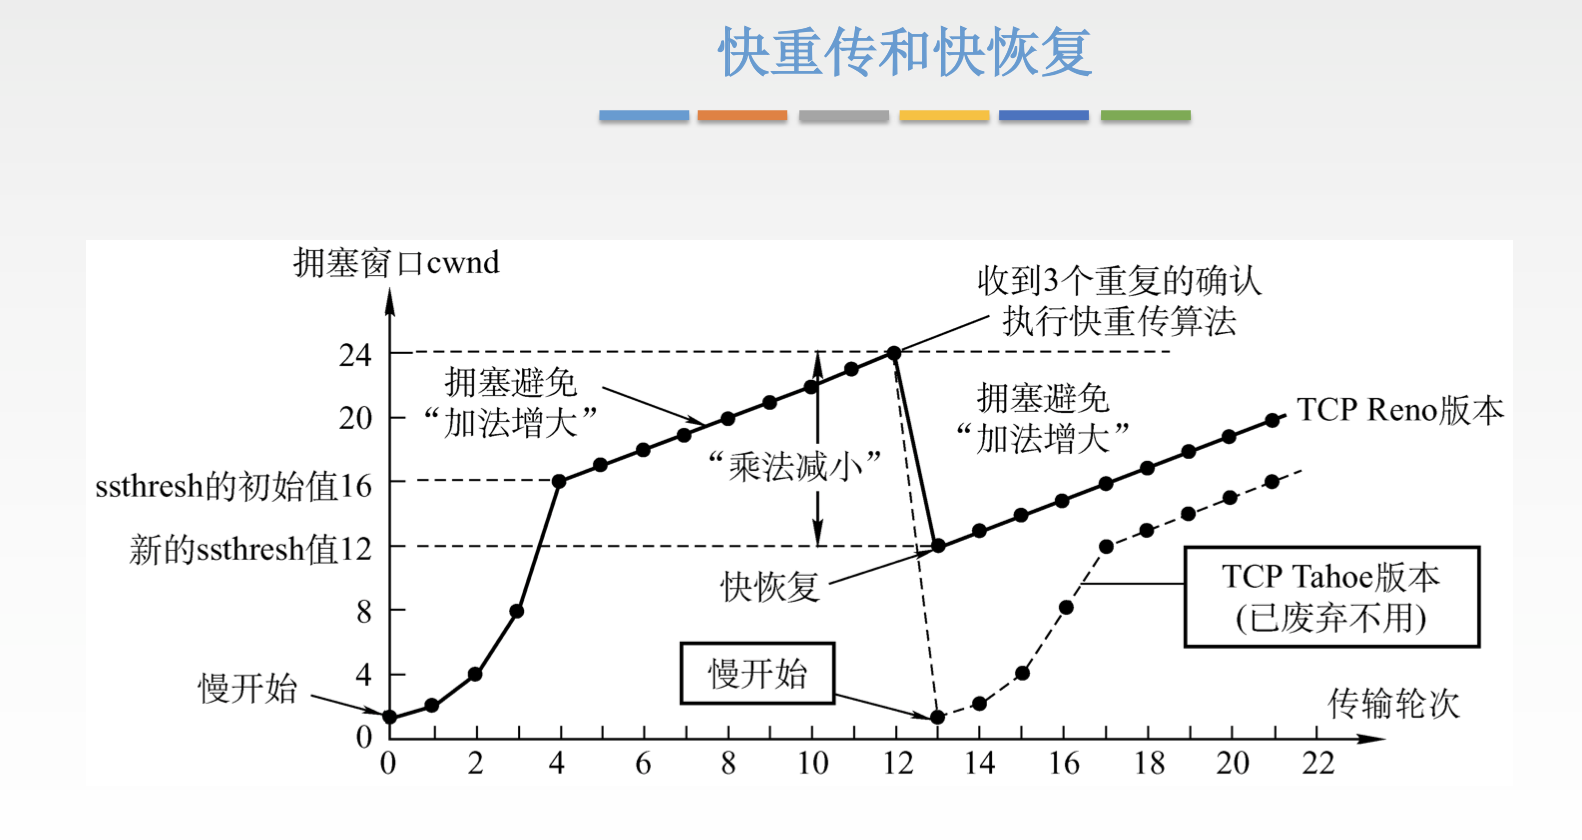 快重传和快恢复
拥塞窗口cwnd
收到3个重复的确认
执行快重传算法
24
拥塞避免
“加法增大”
拥塞避免
“加法增大”
20
TCP Reno版本
“乘法减小”
ssthresh的初始值16
新的ssthresh值12
快恢复
TCP Tahoe版本
(已废弃不用)
8
慢开始
4
慢开始
传输轮次
0
0 2 4 6 8 10 12 14 16 18 20 22